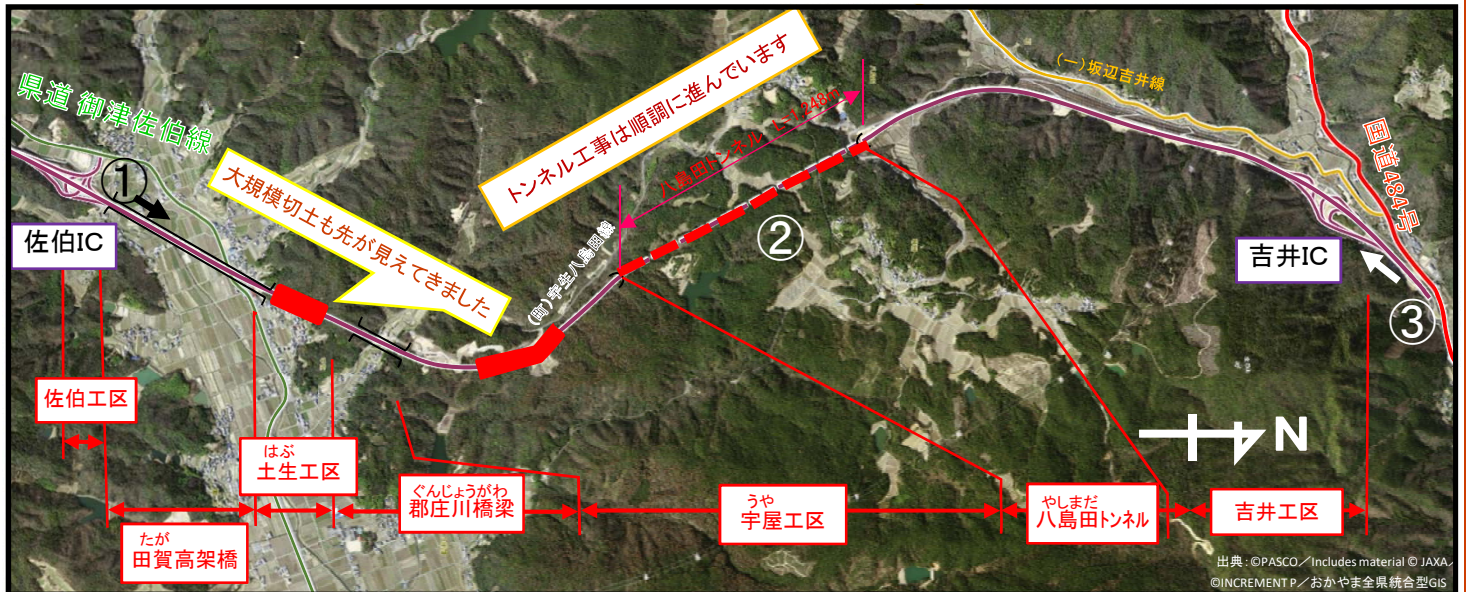 県道 御津佐伯線
①
佐伯IC
大規模切土も先が見えてきました
トンネル工事は順調に進んでいます
八島田トンネル L=1,248m
(町)宇生八島田線
②
(一)坂辺吉井線
国道484号
吉井IC
③
N
佐伯工区
たが
田賀高架橋
はぶ
土生工区
ぐんじょうがわ
郡庄川橋梁
うや
宇屋工区
やしまだ
八島田トンネル
吉井工区
出典：©PASCO／Includes material © JAXA
©INCREMENT P／おかやま全県統合型GIS